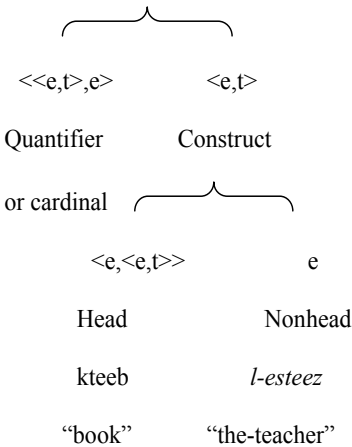 <<e,t>,e> <e,t>
Quantifier Construct
or cardinal
<e,<e,t>> e
Head Nonhead
kteeb l-esteez
“book” “the-teacher”